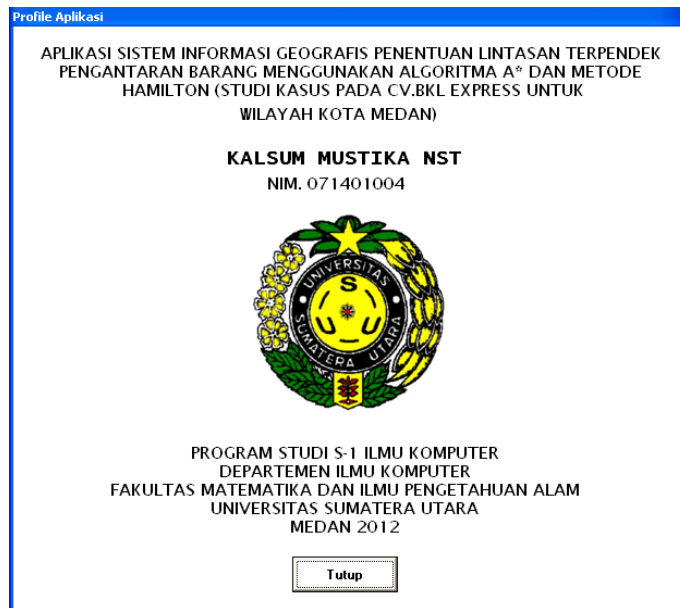 Profile Aplikasi
APLIKASI SISTEM INFORMASI GEOGRAFIS PENENTUAN LINTASAN TERPENDEK
PENGANTARAN BARANG MENGGUNAKAN ALGORITMA A* DAN METODE
HAMILTON (STUDI KASUS PADA CV.BKL EXPRESS UNTUK
WILAYAH KOTA MEDAN)
KALSUM MUSTIKA NST
NIM. 071401004
UNIVERSITAS
SUMATERA UTARA
S
U U
PROGRAM STUDI S-1 ILMU KOMPUTER
DEPARTEMEN ILMU KOMPUTER
FAKULTAS MATEMATIKA DAN ILMU PENGETAHUAN ALAM
UNIVERSITAS SUMATERA UTARA
MEDAN 2012
Tutup